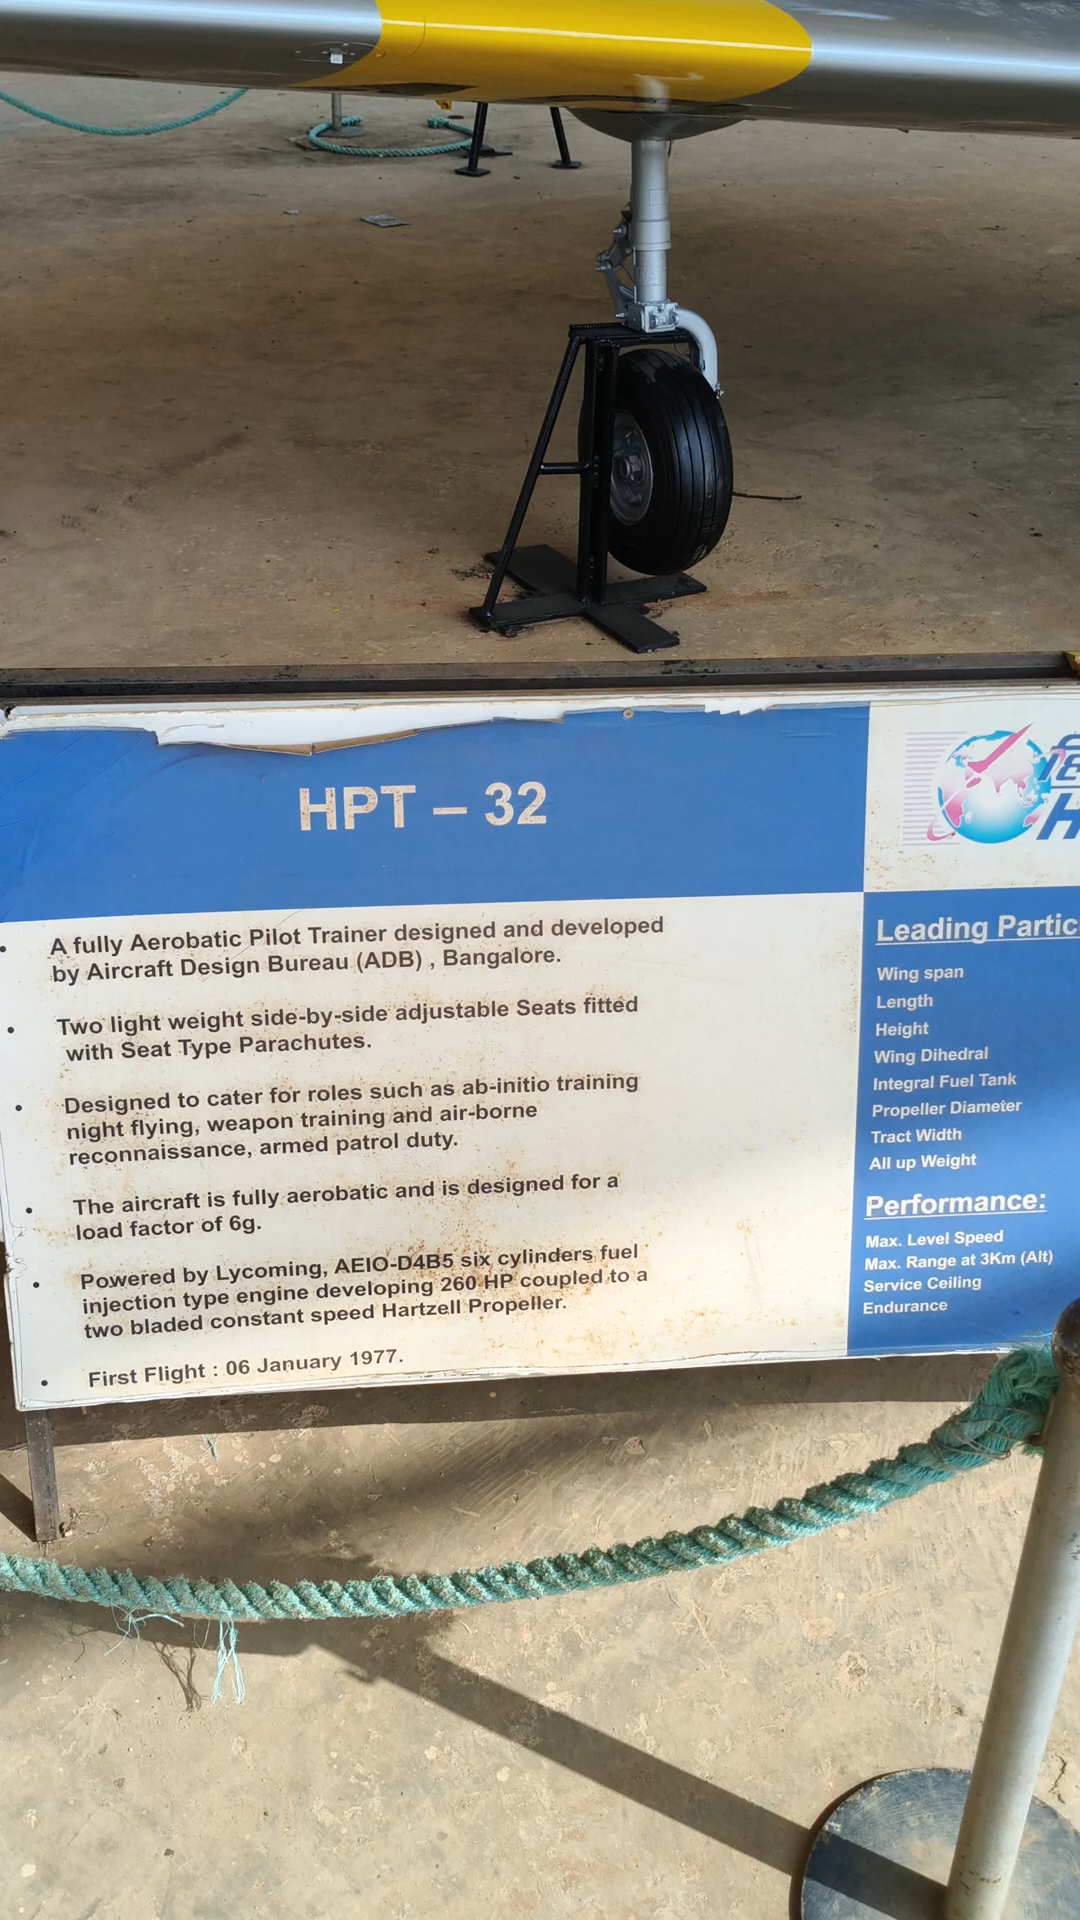 HPT – 32
• A fully Aerobatic Pilot Trainer designed and developed
by Aircraft Design Bureau (ADB) , Bangalore.
• Two light weight side-by-side adjustable Seats fitted
with Seat Type Parachutes.
• Designed to cater for roles such as ab-initio training
night flying, weapon training and air-borne
reconnaissance, armed patrol duty.
• The aircraft is fully aerobatic and is designed for a
load factor of 6g.
• Powered by Lycoming, AEIO-D4B5 six cylinders fuel
injection type engine developing 260 HP coupled to a
two bladed constant speed Hartzell Propeller.
• First Flight : 06 January 1977.
Leading
Wing span
Length
Height
Wing Dihedral
Integral Fuel Tank
Propeller Diameter
Tract Width
All up Weight
Performance:
Max. Level Speed
Max. Range at 3Km (Alt)
Service Ceiling
Endurance